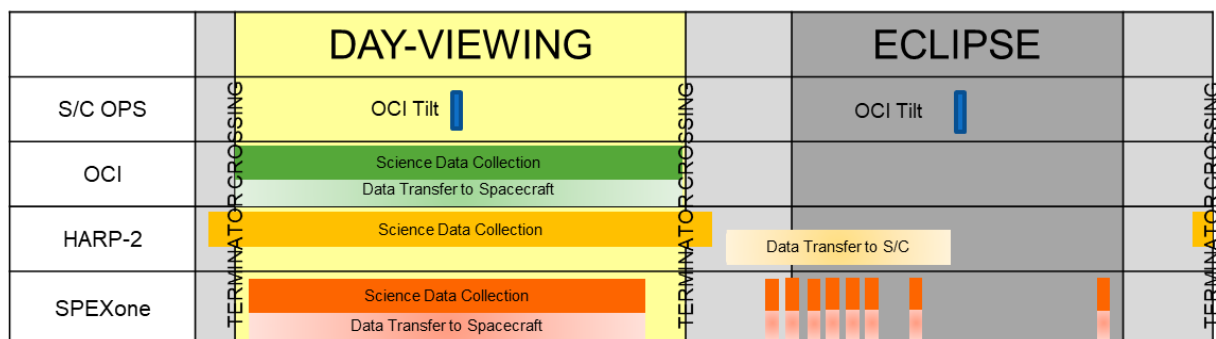 DAY-VIEWING
ECLIPSE
S/C OPS
OCI Tilt
OCI Tilt
OCI
Science Data Collection
Data Transfer to Spacecraft
HARP-2
Science Data Collection
Data Transfer to S/C
SPEXone
Science Data Collection
Data Transfer to Spacecraft
TERMINATOR CROSSING
TERMINATOR CROSSING
TERMINATOR CROSSING